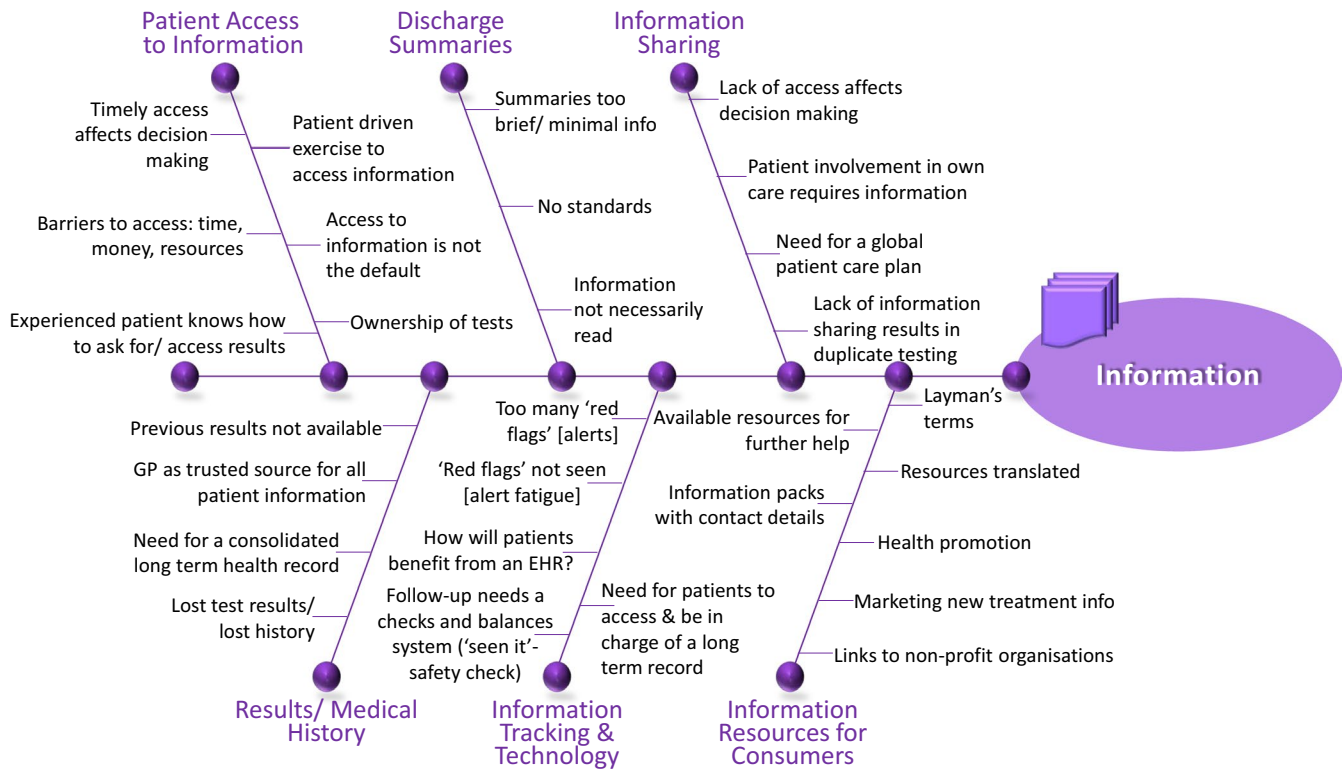 Patient Access
to Information
Timely access
affects decision
making
Patient driven
exercise to
access information
Barriers to access: time,
money, resources
Access to
information is not
the default
Experienced patient knows how
to ask for/ access results
Ownership of tests
Discharge
Summaries
Summaries too
brief/ minimal info
No standards
Information
not necessarily
read
Information
Sharing
Lack of access affects
decision making
Patient involvement in own
care requires information
Need for a global
patient care plan
Lack of information
sharing results in
duplicate testing
Information
Previous results not available
GP as trusted source for all
patient information
Need for a consolidated
long term health record
Lost test results/
lost history
Results/ Medical
History
Too many ‘red
flags’ [alerts]
‘Red flags’ not seen
[alert fatigue]
How will patients
benefit from an EHR?
Follow-up needs a
checks and balances
system (‘seen it’-
safety check)
Need for patients to
access & be in
charge of a long
term record
Information
Tracking &
Technology
Available resources for
further help
Layman’s
terms
Resources translated
Information packs
with contact details
Health promotion
Marketing new treatment info
Links to non-profit organisations
Information
Resources for
Consumers